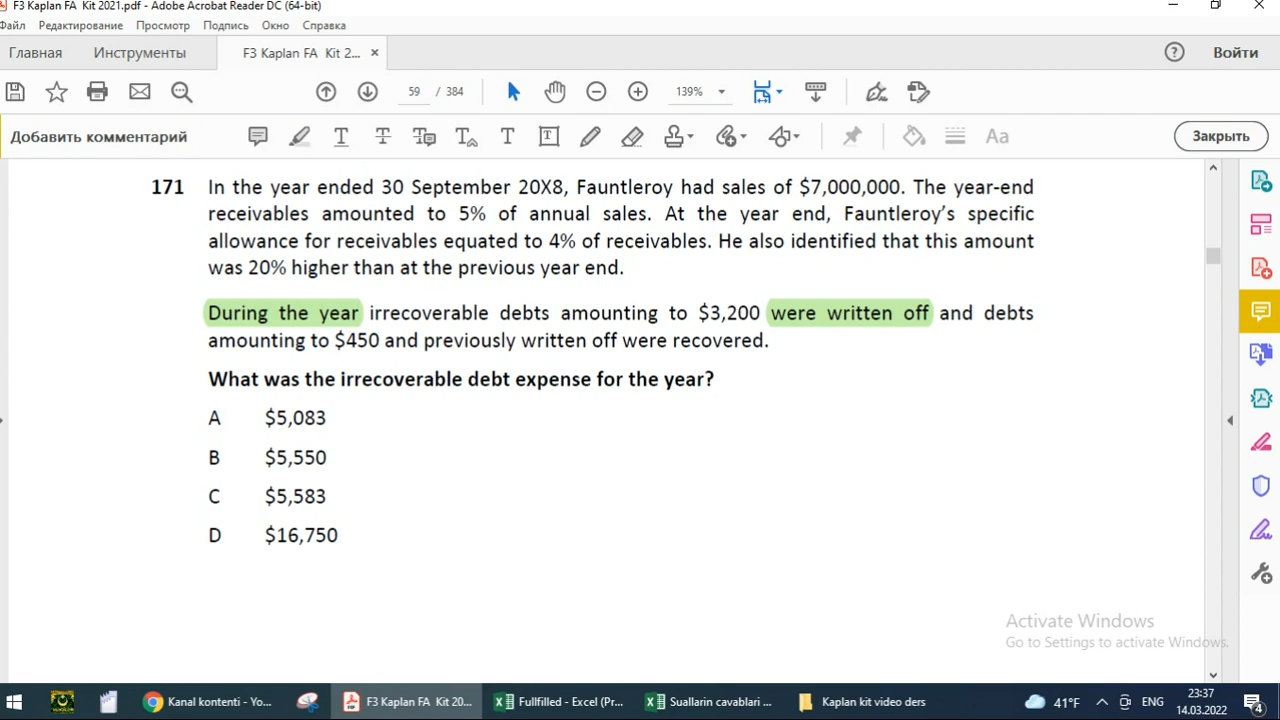 F3 Kaplan FA Kit 2021.pdf - Adobe Acrobat Reader DC (64-bit)
Файл Редактирование Просмотр Подпись Окно Справка
Главная Инструменты F3 Kaplan FA Kit 2... Войти
59 / 384 139%
Добавить комментарий Aa Закрыть
171 In the year ended 30 September 20X8, Fauntleroy had sales of $7,000,000. The year-end
receivables amounted to 5% of annual sales. At the year end, Fauntleroy's specific
allowance for receivables equated to 4% of receivables. He also identified that this amount
was 20% higher than at the previous year end.
During the year irrecoverable debts amounting to $3,200 were written off and debts
amounting to $450 and previously written off were recovered.
What was the irrecoverable debt expense for the year?
A $5,083
B $5,550
C $5,583
D $16,750
Activate Windows
Go to Settings to activate Windows.
Kanal kontenti - Yo... F3 Kaplan FA Kit 20... Fullfilled - Excel (Pr... Suallarin cavablari ... Kaplan kit video ders 41°F ENG 23:37
14.03.2022 4